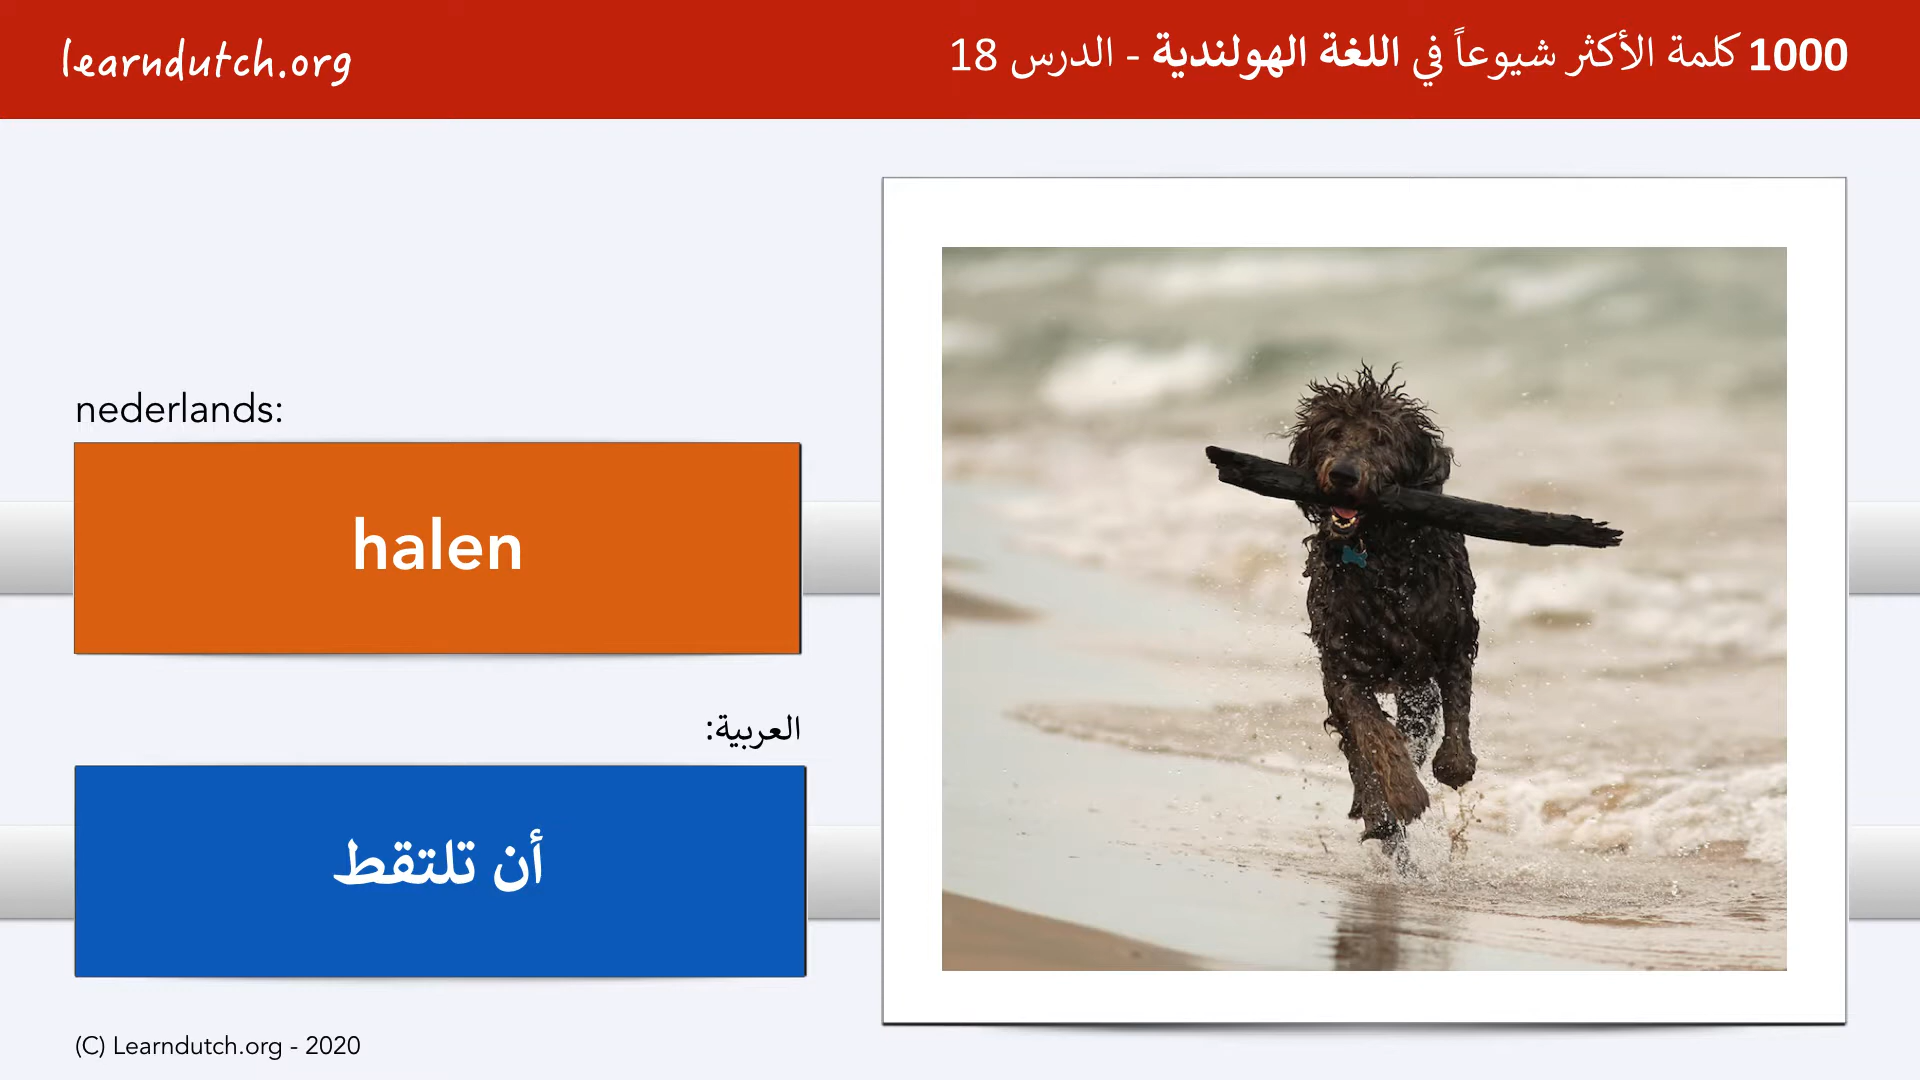 learndutch.org
1000 كلمة الأكثر شيوعاً في اللغة الهولندية - الدرس 18
nederlands:
halen
العربية:
أن تلتقط
(C) Learndutch.org - 2020